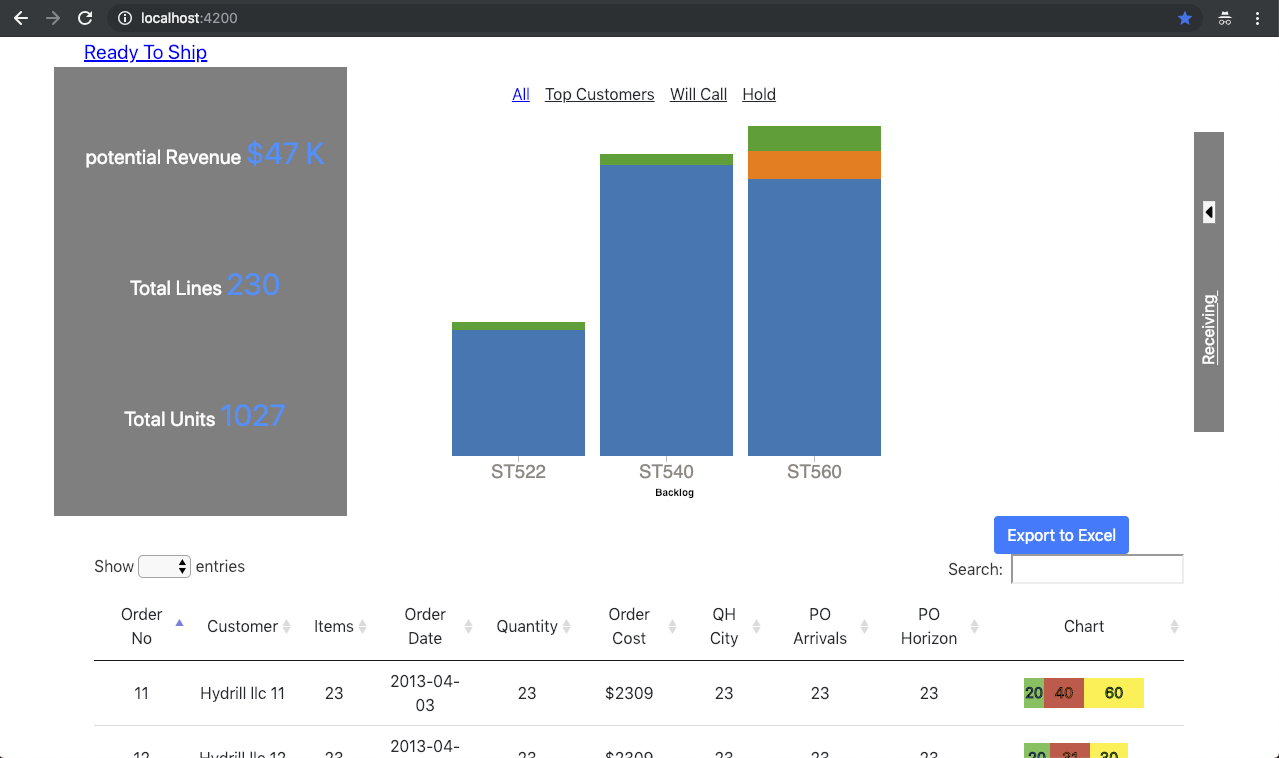 localhost:4200
Ready To Ship
All Top Customers Will Call Hold
potential Revenue $47 K
Total Lines 230
Total Units 1027
ST522 ST540 ST560
Backlog
Receiving
Export to Excel
Show entries
Search:
Order No Customer Items Order Date Quantity Order Cost QH City PO Arrivals PO Horizon Chart
11 Hydrill llc 11 23 2013-04-03 23 $2309 23 23 23 20 40 60
12 Hydrill llc 12 23 2013-04- 23 $2309 23 23 23 20 31 30